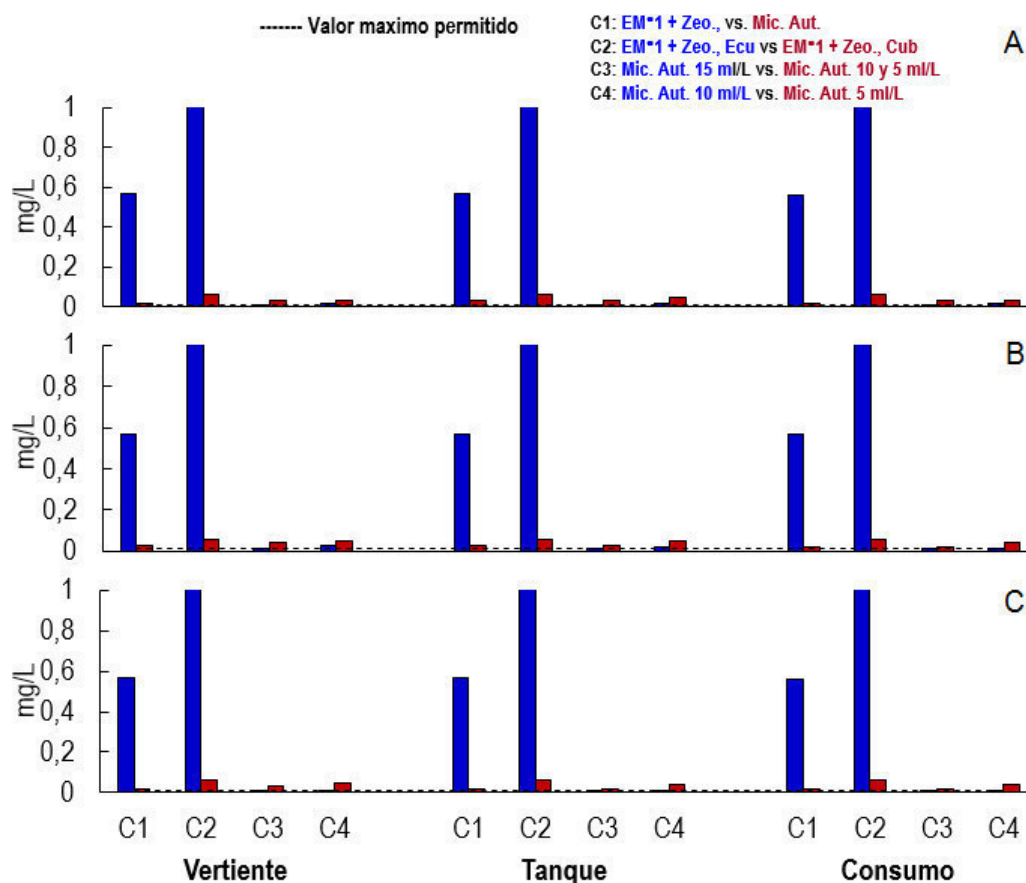 ------- Valor maximo permitido
C1: EM•1 + Zeo., vs. Mic. Aut.
C2: EM•1 + Zeo., Ecu vs EM•1 + Zeo., Cub
C3: Mic. Aut. 15 ml/L vs. Mic. Aut. 10 y 5 ml/L
C4: Mic. Aut. 10 ml/L vs. Mic. Aut. 5 ml/L
A
1
0,8
0,6
0,4
0,2
0
mg/L
B
1
0,8
0,6
0,4
0,2
0
mg/L
C
1
0,8
0,6
0,4
0,2
0
mg/L
C1 C2 C3 C4 C1 C2 C3 C4 C1 C2 C3 C4
Vertiente Tanque Consumo